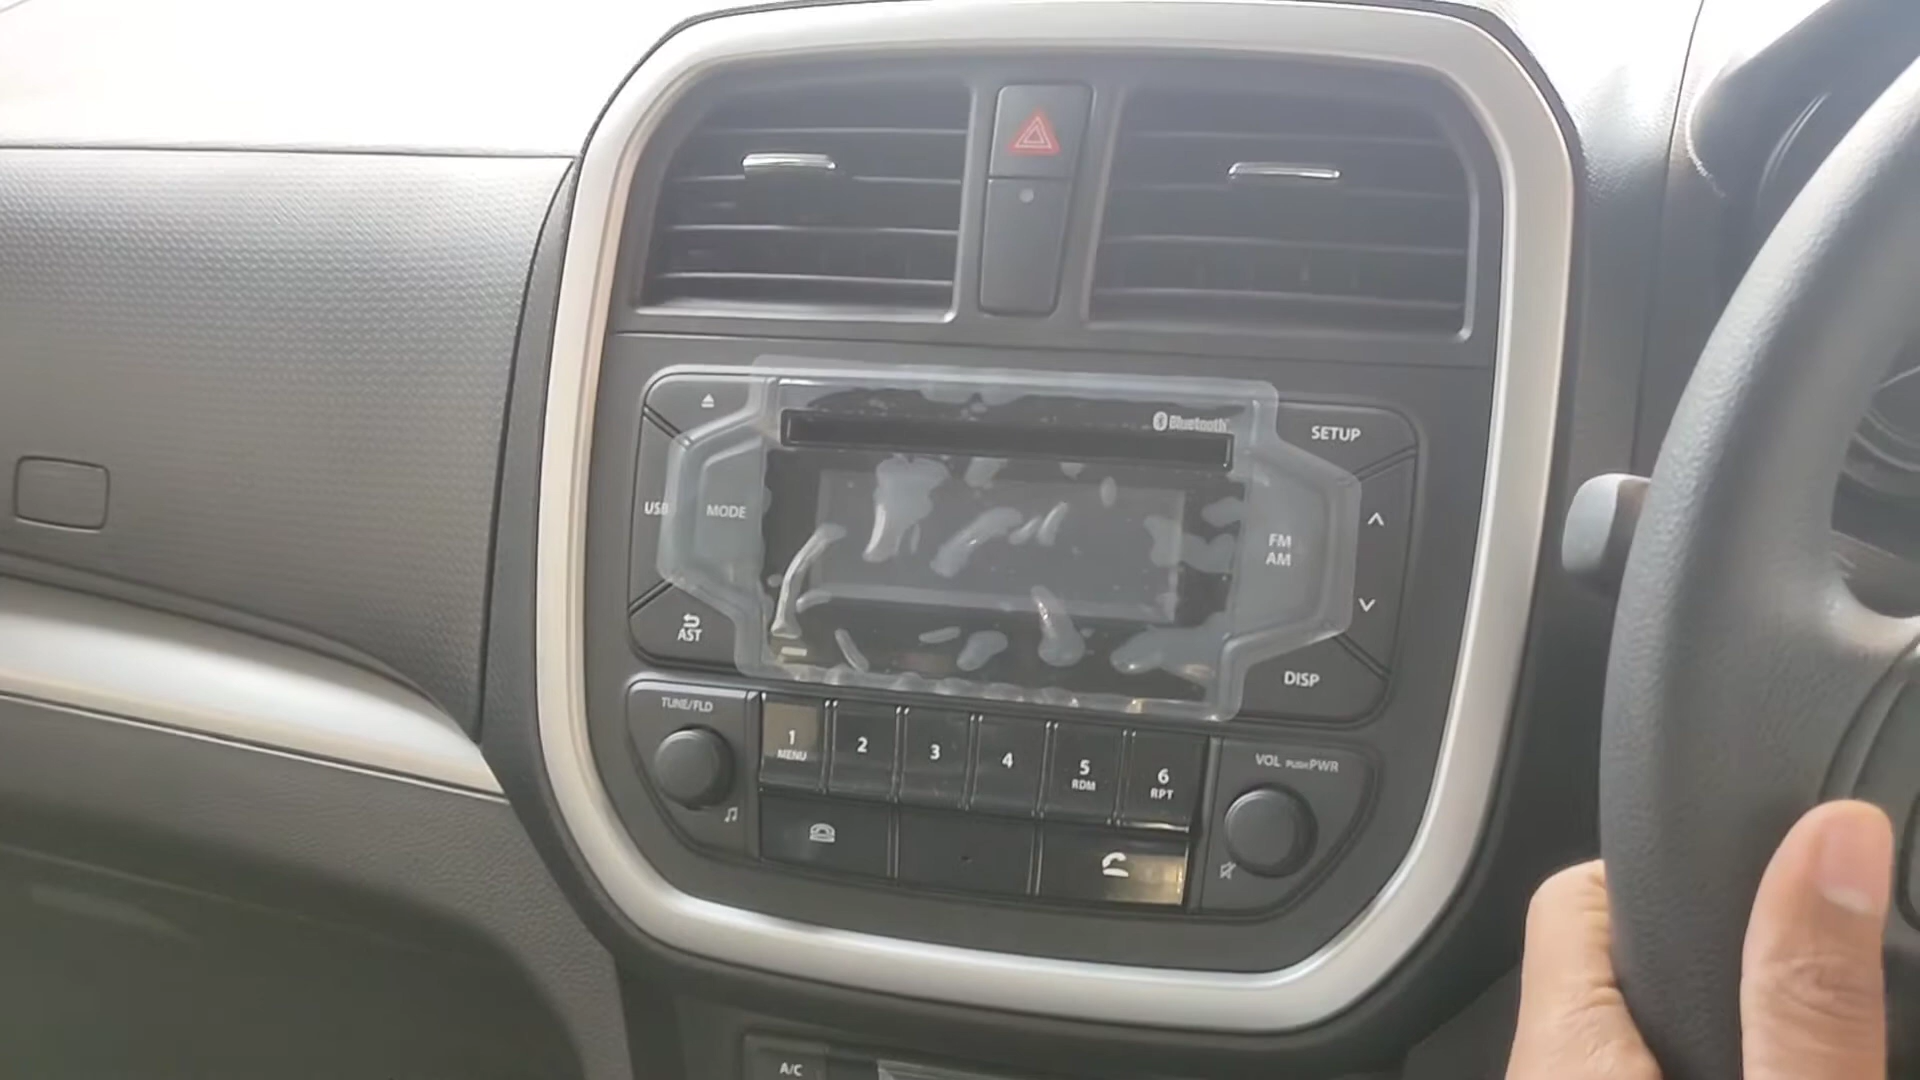 Bluetooth
SETUP
USB
MODE
FM
AM
AST
DISP
TUNE/FLD
1
MENU
2
3
4
5
RDM
6
RPT
VOL PUSH PWR
A/C